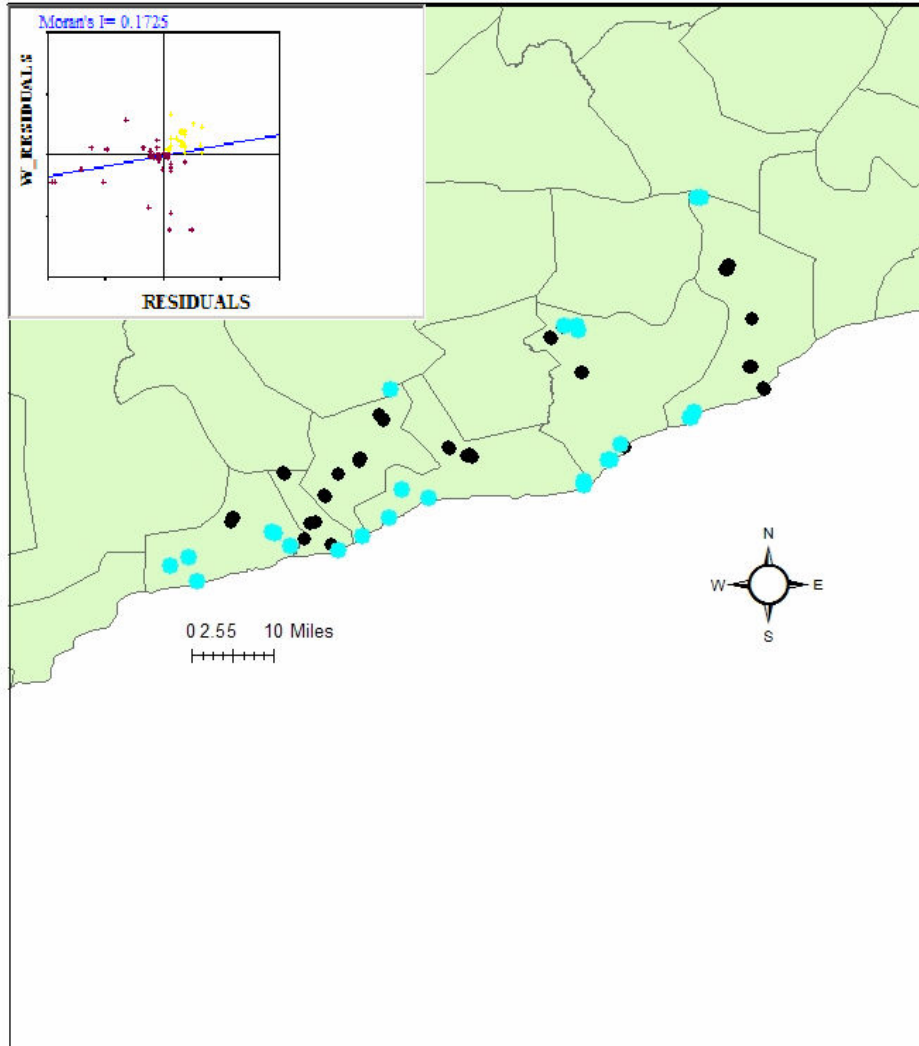 Moran's I= 0.1725
W_RESIDUALS
RESIDUALS
N
W E
S
0 2.55 10 Miles